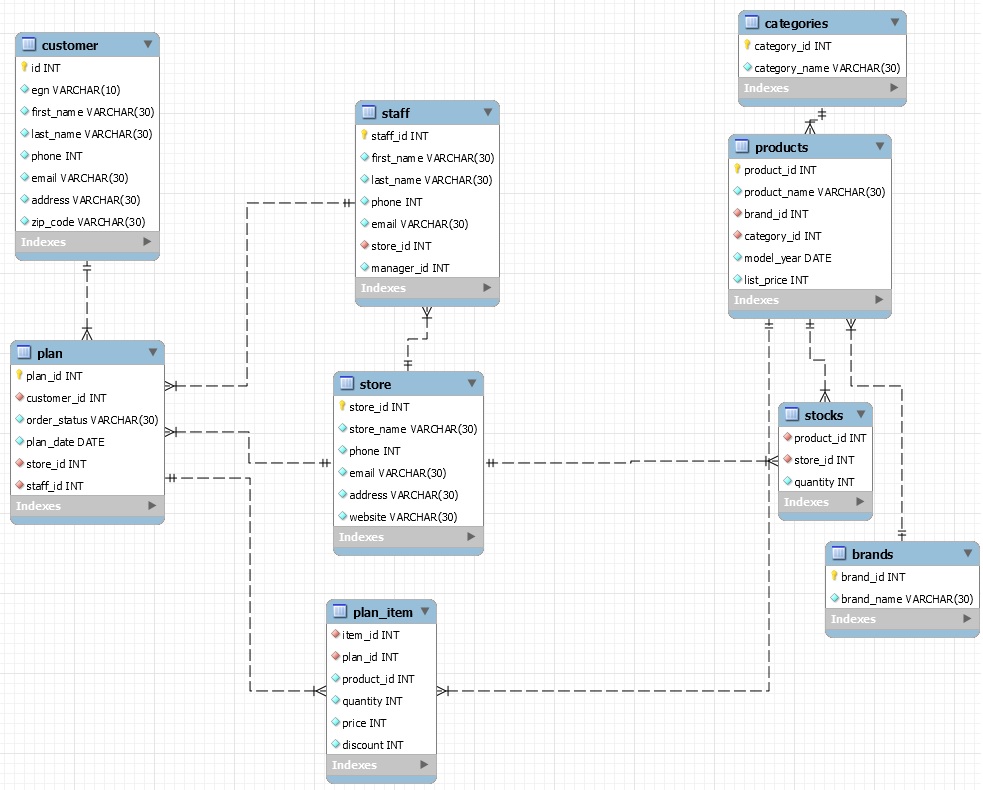 customer
id INT
egn VARCHAR(10)
first_name VARCHAR(30)
last_name VARCHAR(30)
phone INT
email VARCHAR(30)
address VARCHAR(30)
zip_code VARCHAR(30)
Indexes
staff
staff_id INT
first_name VARCHAR(30)
last_name VARCHAR(30)
phone INT
email VARCHAR(30)
store_id INT
manager_id INT
Indexes
categories
category_id INT
category_name VARCHAR(30)
Indexes
products
product_id INT
product_name VARCHAR(30)
brand_id INT
category_id INT
model_year DATE
list_price INT
Indexes
plan
plan_id INT
customer_id INT
order_status VARCHAR(30)
plan_date DATE
store_id INT
staff_id INT
Indexes
store
store_id INT
store_name VARCHAR(30)
phone INT
email VARCHAR(30)
address VARCHAR(30)
website VARCHAR(30)
Indexes
stocks
product_id INT
store_id INT
quantity INT
Indexes
brands
brand_id INT
brand_name VARCHAR(30)
Indexes
plan_item
item_id INT
plan_id INT
product_id INT
quantity INT
price INT
discount INT
Indexes